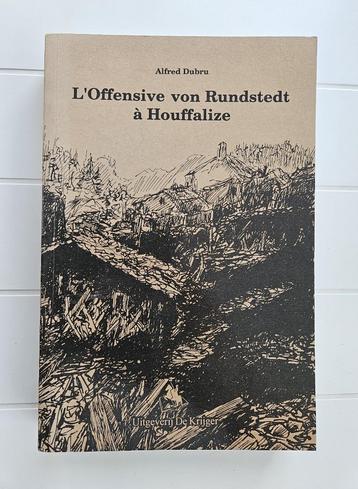 Alfred Dubru
L'Offensive von Rundstedt
à Houffalize
Uitgeverij De Krijger